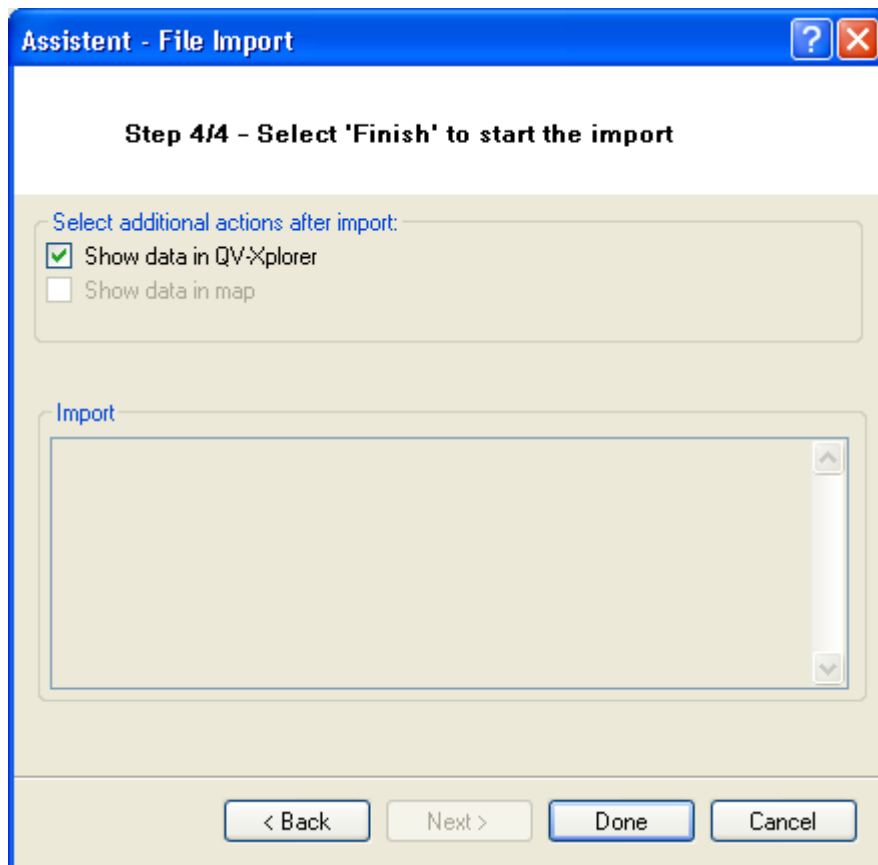 Assistent - File Import
Step 4/4 - Select 'Finish' to start the import
Select additional actions after import:
Show data in QV-Xplorer
Show data in map
Import
< Back
Next >
Done
Cancel